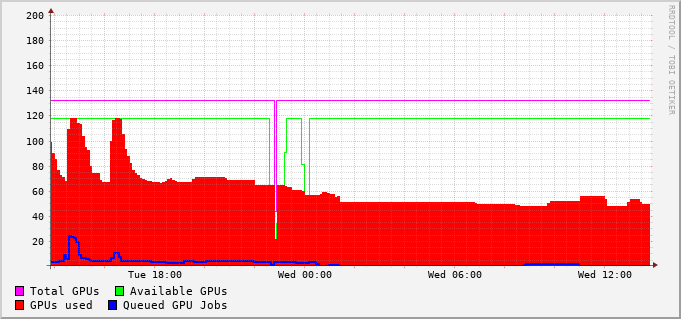 200
180
160
140
120
100
80
60
40
20
Tue 18:00 Wed 00:00 Wed 06:00 Wed 12:00
Total GPUs Available GPUs
GPUs used Queued GPU Jobs
RRDTOOL / TOBI OETIKER